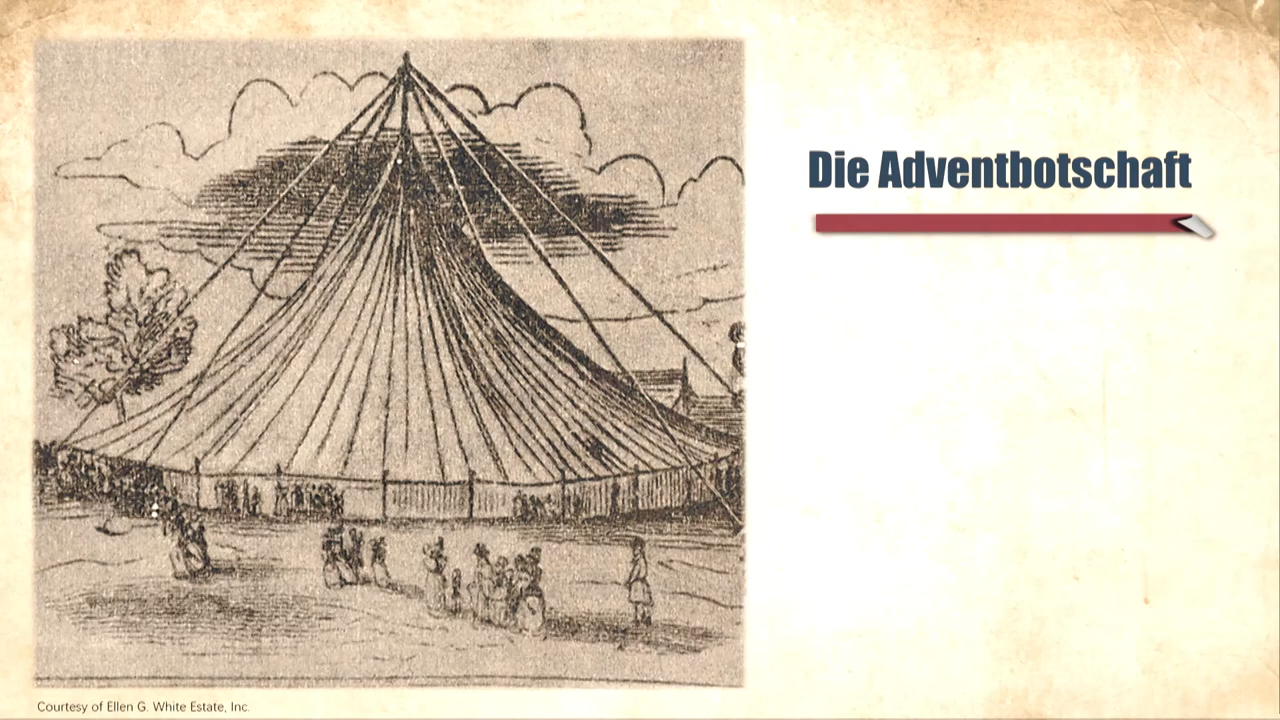 Die Adventbotschaft
Courtesy of Ellen G. White Estate, Inc.